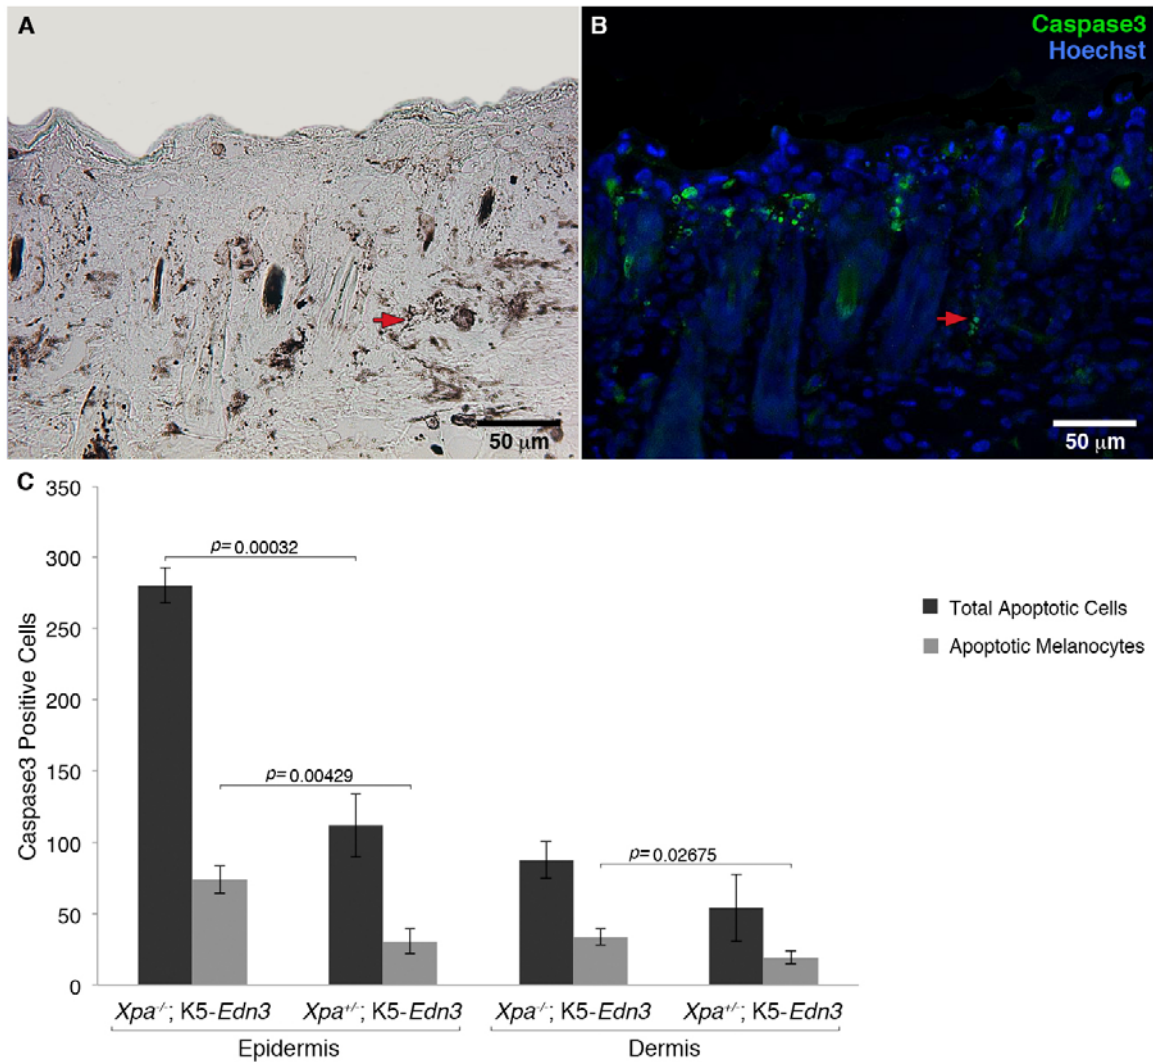 A
50 μm
B
Caspase3
Hoechst
50 μm
C
Caspase3 Positive Cells
350
300
250
200
150
100
50
0
p= 0.00032
p= 0.00429
p= 0.02675
Total Apoptotic Cells
Apoptotic Melanocytes
Xpa-/-; K5-Edn3
Xpa+/-; K5-Edn3
Xpa-/-; K5-Edn3
Xpa+/-; K5-Edn3
Epidermis
Dermis